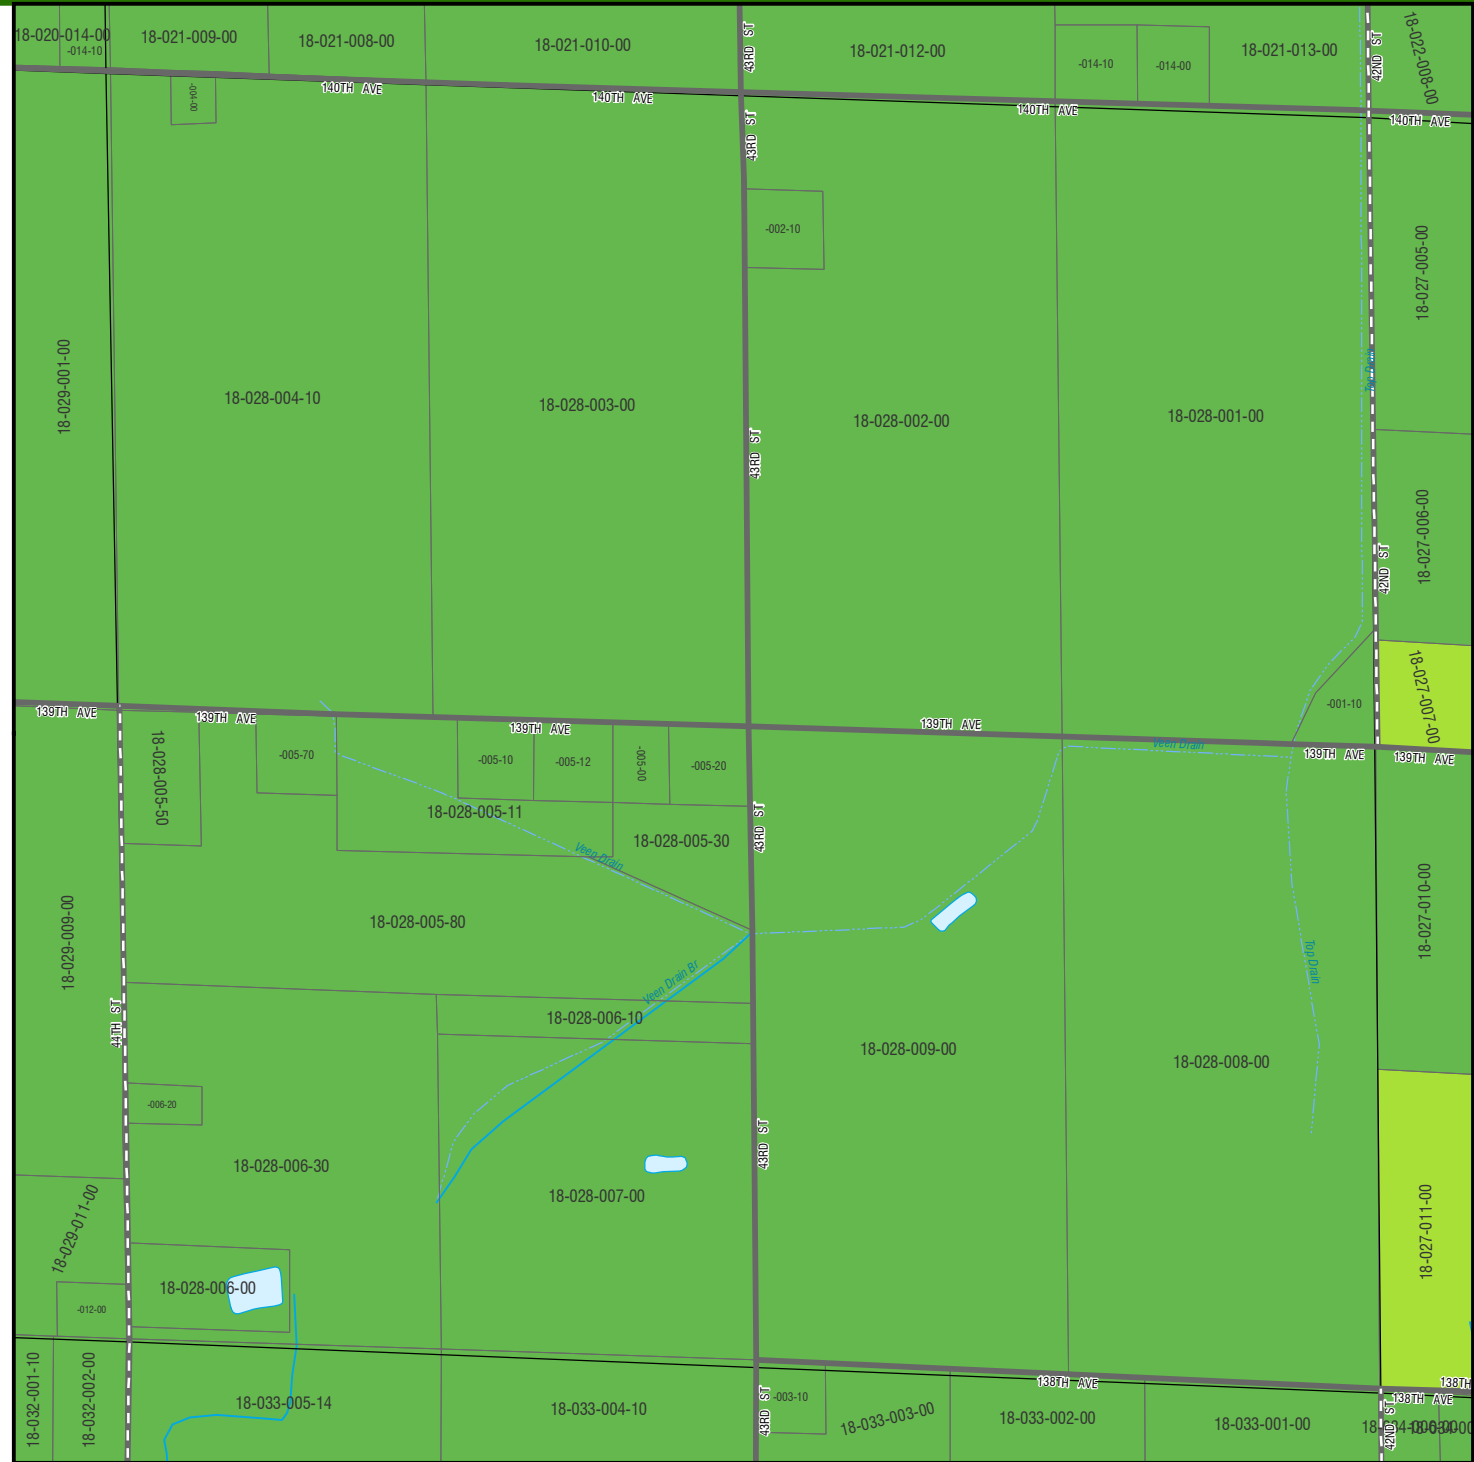 18-020-014-00
-014-10
18-021-009-00
18-021-008-00
18-021-010-00
43RD ST
18-021-012-00
-014-10
-014-00
18-021-013-00
42ND ST
18-022-008-00
140TH AVE
140TH AVE
140TH AVE
140TH AVE
-004-00
43RD ST
-002-10
18-027-005-00
18-029-001-00
18-028-004-10
18-028-003-00
43RD ST
18-028-002-00
18-028-001-00
Top Drain
18-027-006-00
42ND ST
18-027-007-00
-001-10
139TH AVE
139TH AVE
139TH AVE
139TH AVE
Veen Drain
139TH AVE
139TH AVE
18-028-005-50
-005-70
-005-10
-005-12
-005-00
-005-20
18-028-005-11
18-028-005-30
43RD ST
Veen Drain
18-029-009-00
18-028-005-80
18-027-010-00
Veen Drain Br
Top Drain
44TH ST
18-028-006-10
18-028-009-00
18-028-008-00
-006-20
43RD ST
18-028-006-30
18-028-007-00
18-029-011-00
18-027-011-00
18-028-006-00
-012-00
138TH AVE
138TH
138TH AVE
18-032-001-10
18-032-002-00
18-033-005-14
18-033-004-10
43RD ST
-003-10
18-033-003-00
18-033-002-00
18-033-001-00
42ND ST